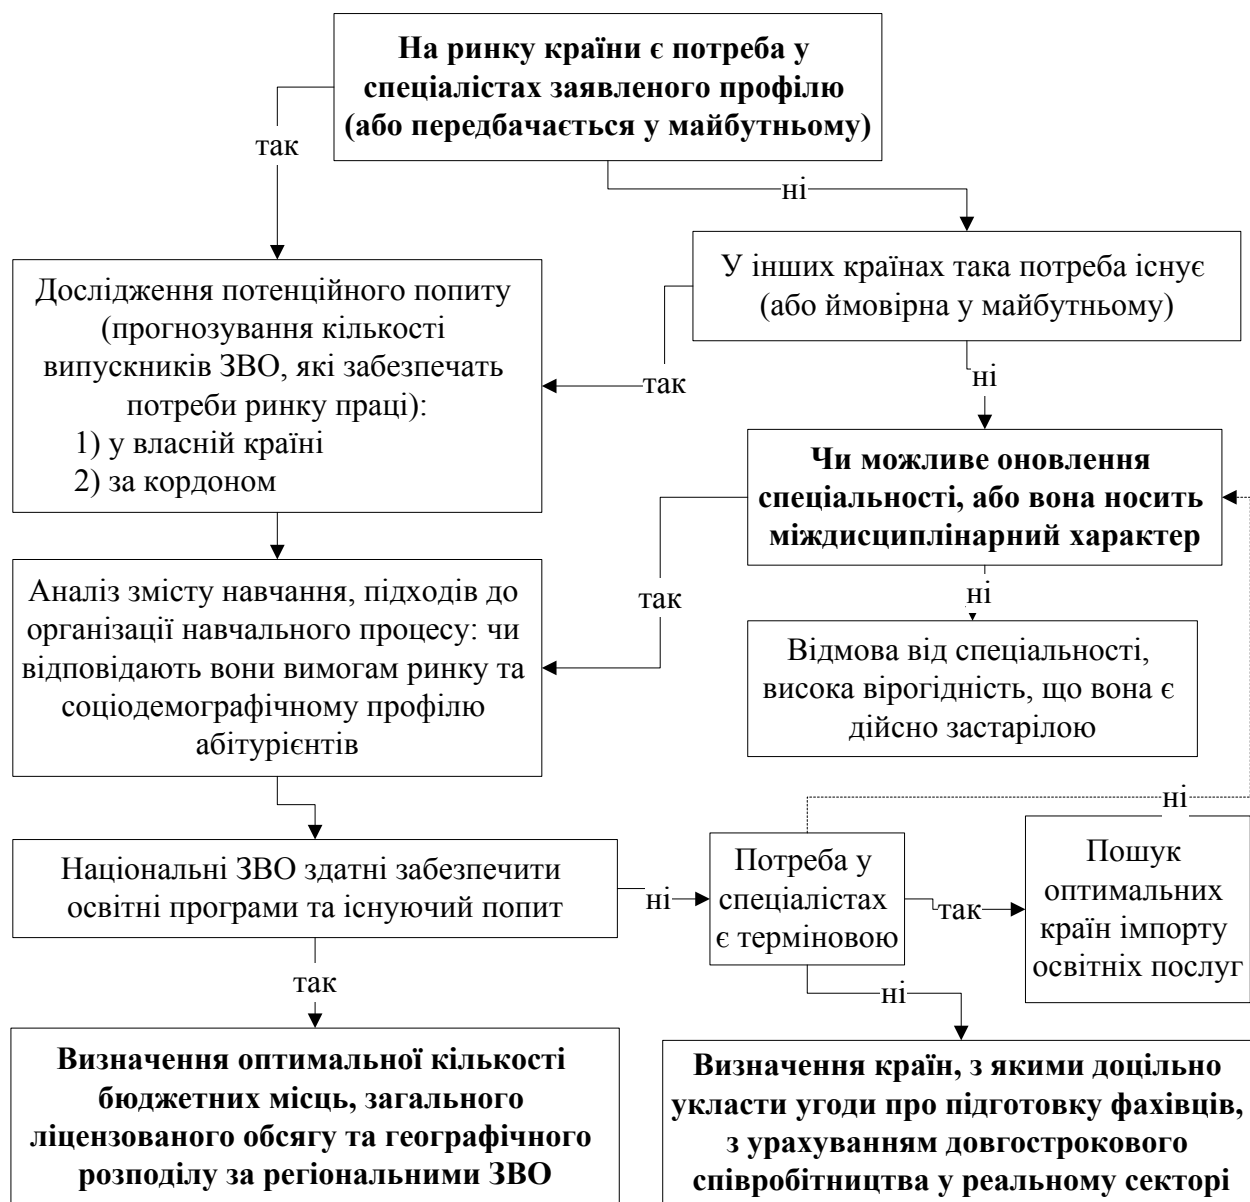 На ринку країни є потреба у
спеціалістах заявленого профілю
(або передбачається у майбутньому)
так
ні
У інших країнах така потреба існує
(або ймовірна у майбутньому)
Дослідження потенційного попиту
(прогнозування кількості
випускників ЗВО, які забезпечать
потреби ринку праці):
1) у власній країні
2) за кордоном
так
ні
Чи можливе оновлення
спеціальності, або вона носить
міждисциплінарний характер
так
ні
Аналіз змісту навчання, підходів до
організації навчального процесу: чи
відповідають вони вимогам ринку та
соціодемографічному профілю
абітурієнтів
Відмова від спеціальності,
висока вірогідність, що вона є
дійсно застарілою
ні
Національні ЗВО здатні забезпечити
освітні програми та існуючий попит
ні
Потреба у
спеціалістах
є терміновою
так
Пошук
оптимальних
країн імпорту
освітніх послуг
так
ні
Визначення оптимальної кількості
бюджетних місць, загального
ліцензованого обсягу та географічного
розподілу за регіональними ЗВО
Визначення країн, з якими доцільно
укласти угоди про підготовку фахівців,
з урахуванням довгострокового
співробітництва у реальному секторі